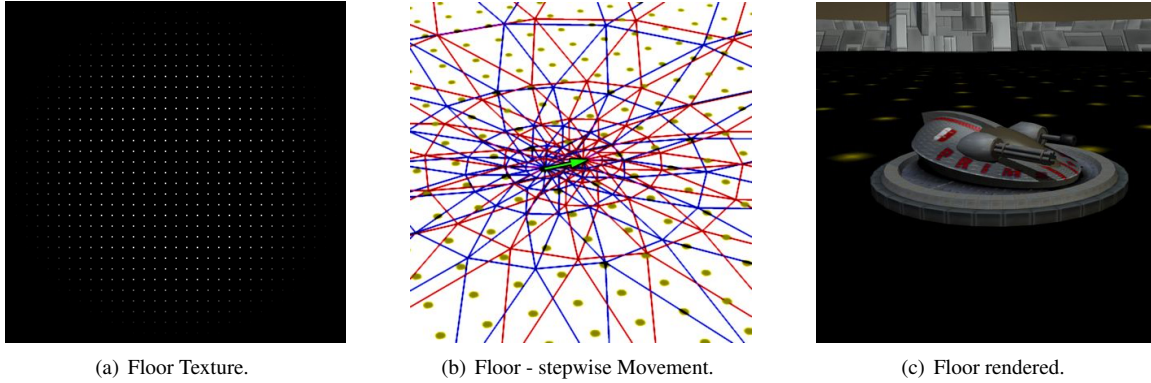 (a) Floor Texture.
(b) Floor - stepwise Movement.
(c) Floor rendered.